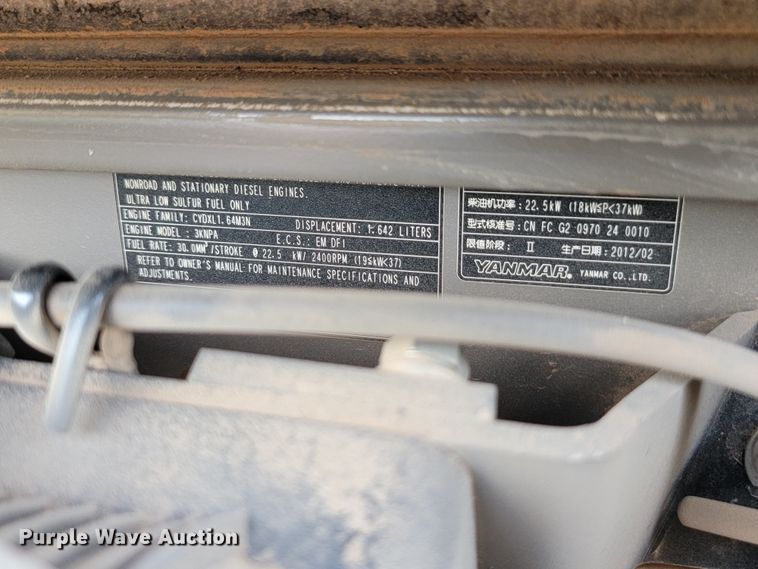 NONROAD AND STATIONARY DIESEL ENGINES.
ULTRA LOW SULFUR FUEL ONLY
ENGINE FAMILY: CYDXL1.64M3N DISPLACEMENT: 1.642 LITERS
ENGINE MODEL: 3KNPA E.C.S.: EM DFI
FUEL RATE: 30.0MM³/STROKE @ 22.5 kW/ 2400RPM (19≤kW<37)
REFER TO OWNER'S MANUAL FOR MAINTENANCE SPECIFICATIONS AND
ADJUSTMENTS.
柴油机功率: 22.5kW (18kW≤P<37kW)
型式核准号: CN FC G2 0970 24 0010
限值阶段: II 生产日期: 2012/02
YANMAR. YANMAR CO.,LTD.
Purple Wave Auction